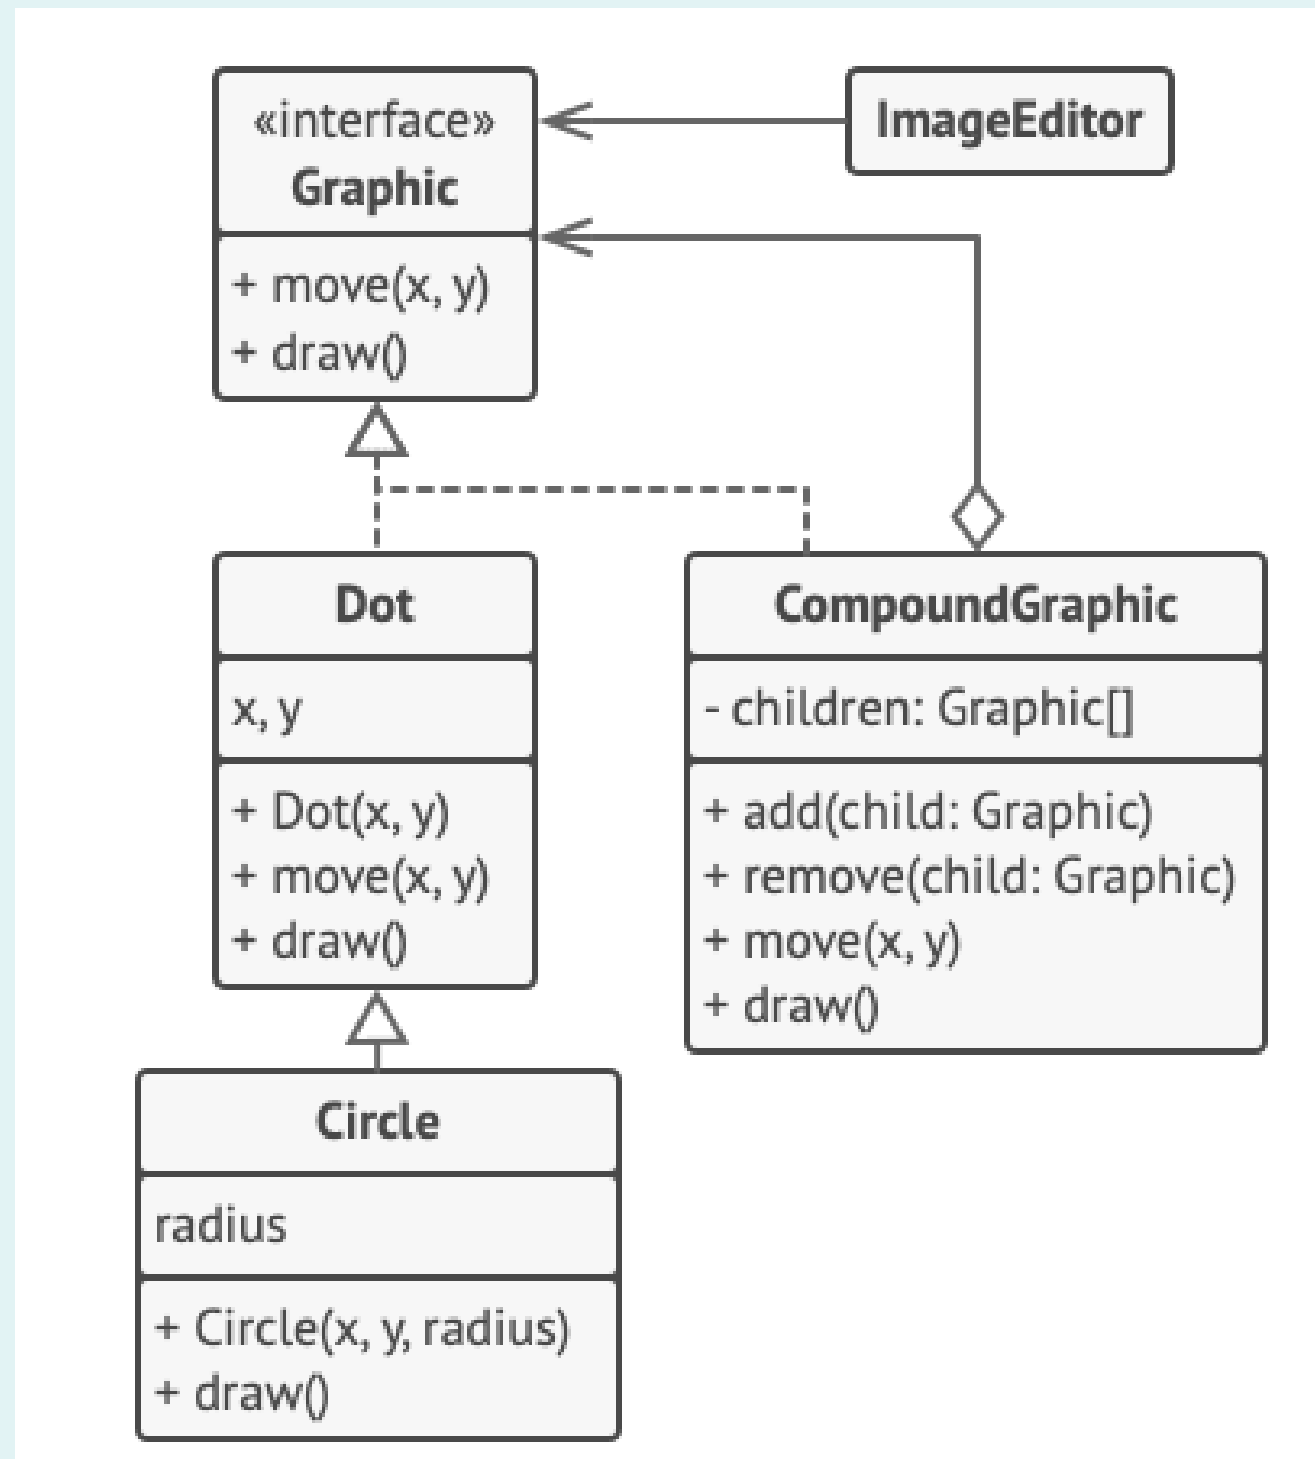 «interface»
Graphic
+ move(x, y)
+ draw()
ImageEditor
Dot
x, y
+ Dot(x, y)
+ move(x, y)
+ draw()
CompoundGraphic
- children: Graphic[]
+ add(child: Graphic)
+ remove(child: Graphic)
+ move(x, y)
+ draw()
Circle
radius
+ Circle(x, y, radius)
+ draw()